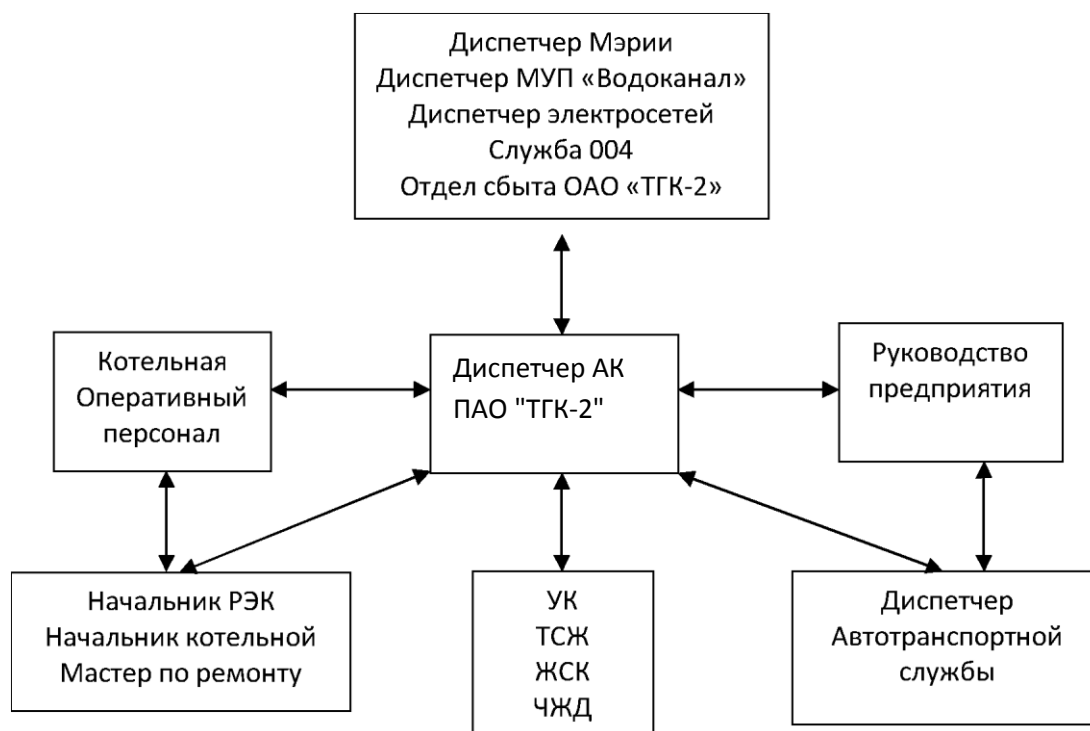 Диспетчер Мэрии
Диспетчер МУП «Водоканал»
Диспетчер электросетей
Служба 004
Отдел сбыта ОАО «ТГК-2»
Котельная
Оперативный
персонал
Диспетчер АК
ПАО "ТГК-2"
Руководство
предприятия
Начальник РЭК
Начальник котельной
Мастер по ремонту
УК
ТСЖ
ЖСК
ЧЖД
Диспетчер
Автотранспортной
службы